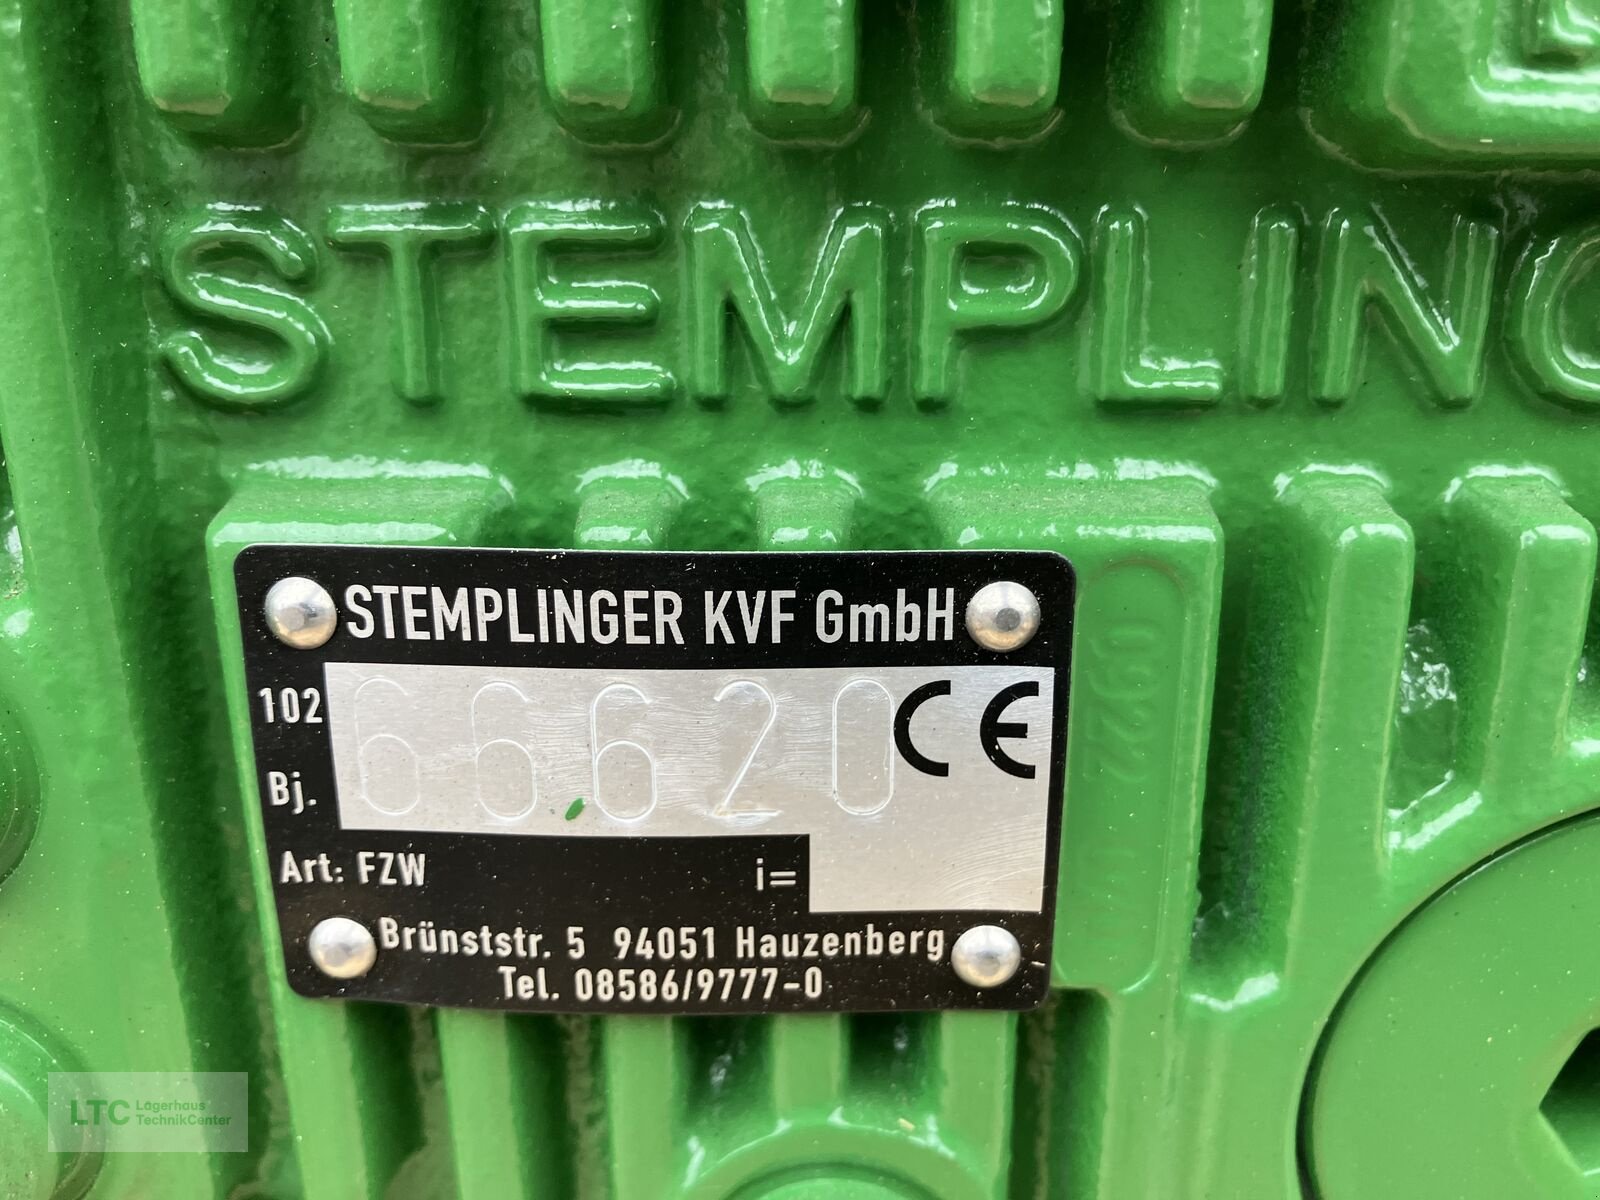 STEMPLING
STEMPLINGER KVF GmbH
102 66620 CE
Bj.
Art: FZW i=
Brünststr. 5 94051 Hauzenberg
Tel. 08586/9777-0
LTC Lagerhaus
TechnikCenter